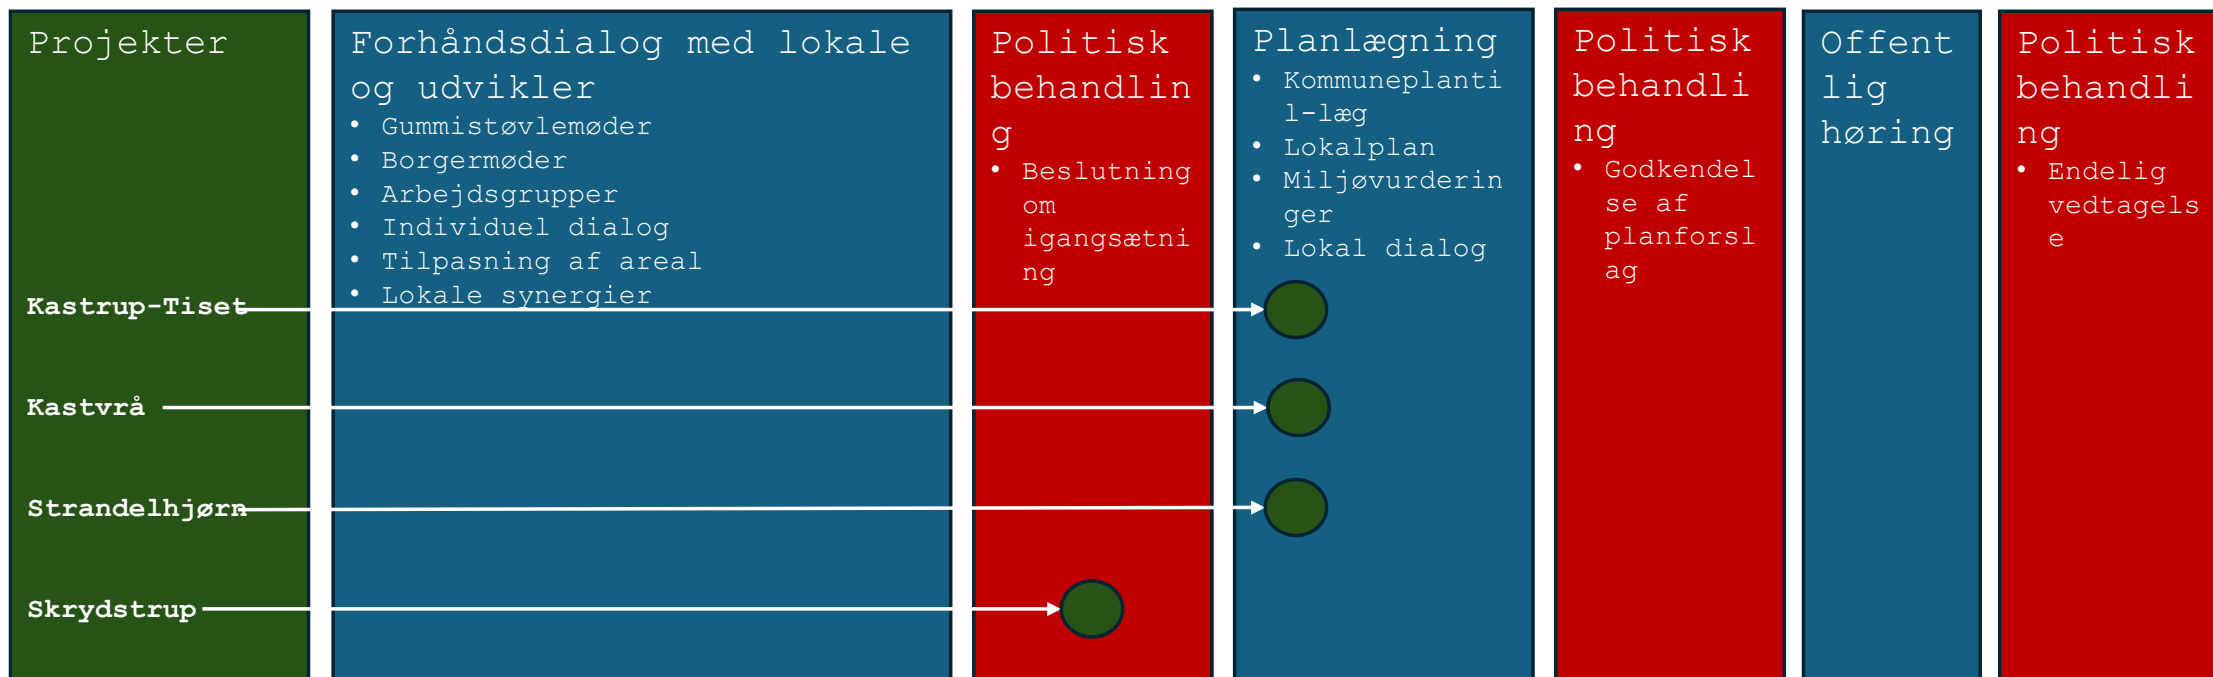 Projekter
Forhåndsdialog med lokale
og udvikler
• Gummistøvlemøder
• Borgermøder
• Arbejdsgrupper
• Individuel dialog
• Tilpasning af areal
• Lokale synergier
Politisk
behandlin
g
• Beslutning
om
igangsætni
ng
Planlægning
• Kommuneplanti
l-læg
• Lokalplan
• Miljøvurderin
ger
• Lokal dialog
Politisk
behandli
ng
• Godkendel
se af
planforsl
ag
Offent
lig
høring
Politisk
behandli
ng
• Endelig
vedtagels
e
Kastrup-Tiset
Kastvrå
Strandelhjørn
Skrydstrup